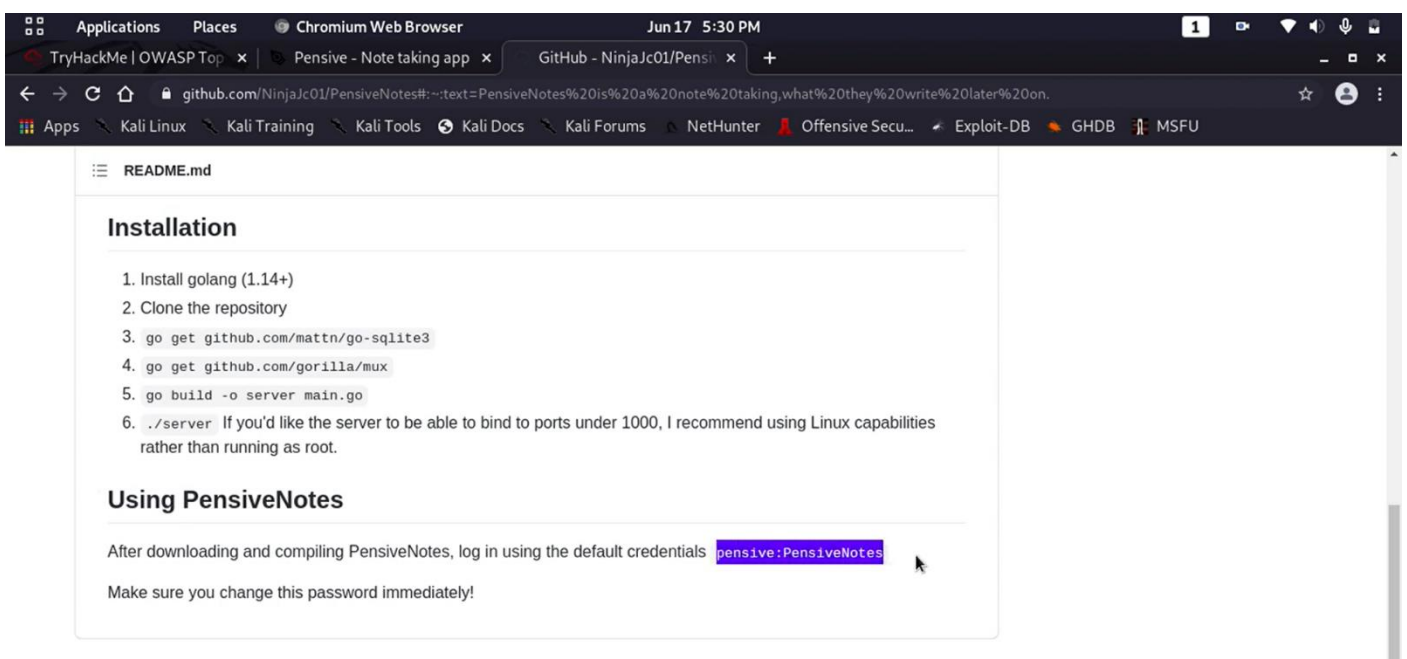 Applications Places Chromium Web Browser Jun 17 5:30 PM 1
TryHackMe | OWASP Top × Pensive - Note taking app × GitHub - NinjaJc01/Pensi × +
github.com/NinjaJc01/PensiveNotes#:~:text=PensiveNotes%20is%20a%20note%20taking,what%20they%20write%20later%20on.
Apps Kali Linux Kali Training Kali Tools Kali Docs Kali Forums NetHunter Offensive Secu... Exploit-DB GHDB MSFU
README.md
Installation
1. Install golang (1.14+)
2. Clone the repository
3. go get github.com/mattn/go-sqlite3
4. go get github.com/gorilla/mux
5. go build -o server main.go
6. ./server If you'd like the server to be able to bind to ports under 1000, I recommend using Linux capabilities
rather than running as root.
Using PensiveNotes
After downloading and compiling PensiveNotes, log in using the default credentials pensive:PensiveNotes
Make sure you change this password immediately!